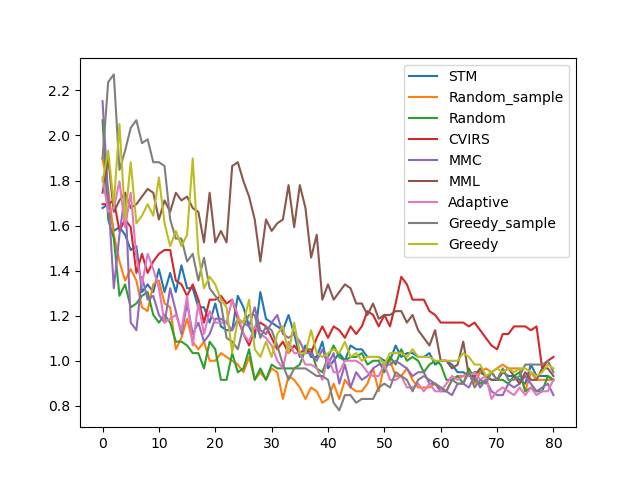 STM
Random_sample
Random
CVIRS
MMC
MML
Adaptive
Greedy_sample
Greedy
2.2
2.0
1.8
1.6
1.4
1.2
1.0
0.8
0 10 20 30 40 50 60 70 80